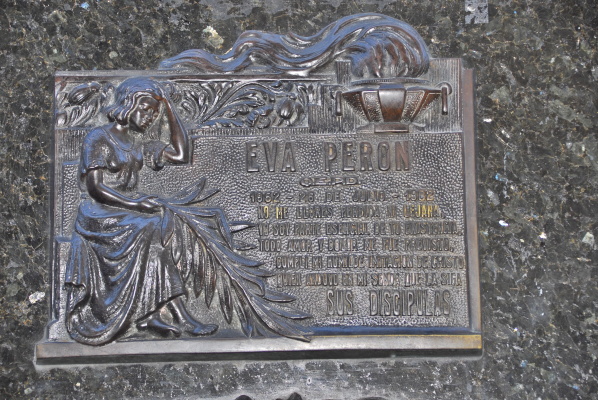 EVA PERON
Q.E.P.D.
1952 - 26 DE JULIO - 1982
NO ME LLORES PERDIDA NI LEJANA,
YO SOY PARTE ESENCIAL DE TU EXISTENCIA,
TODO AMOR Y DOLOR ME FUE PREVISTO,
CUMPLI MI HUMILDE IMITACION DE CRISTO
QUIEN ANDUVO EN MI SENDA QUE LA SIGA
SUS DISCIPULAS